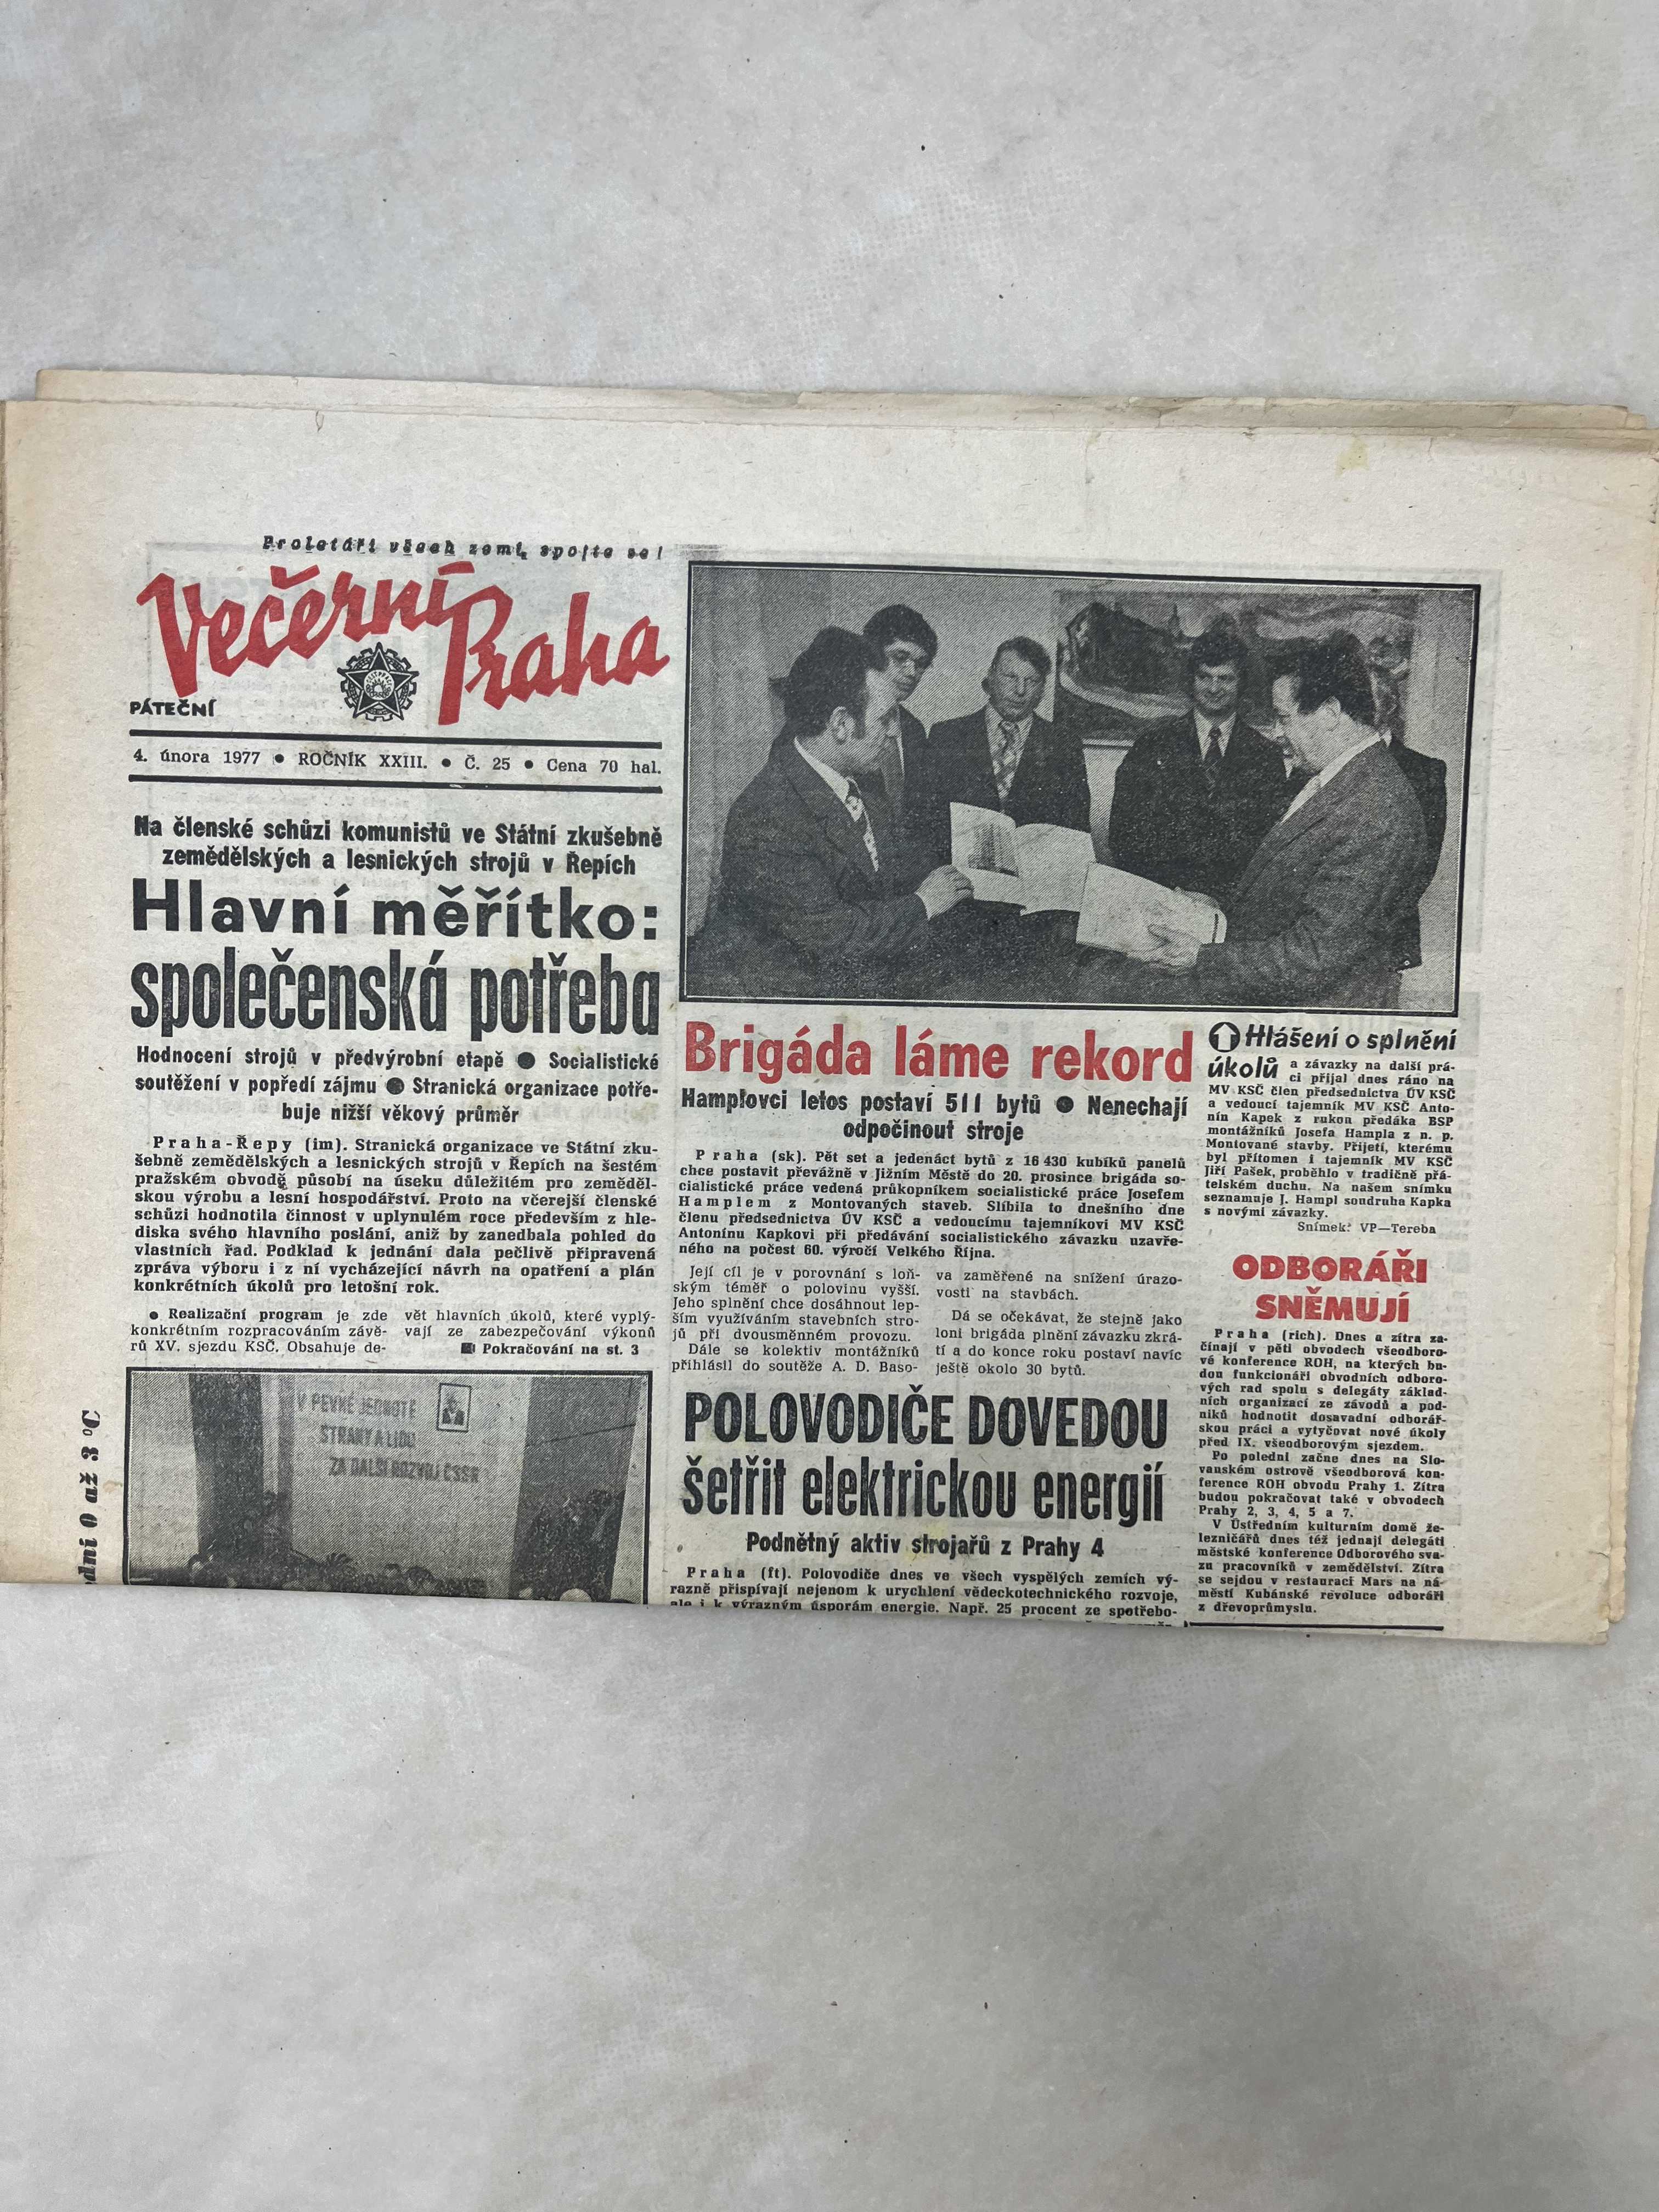 Proletáři všech zemí, spojte se!
Večerní
Praha
PÁTEČNÍ
4. února 1977 ● ROČNÍK XXIII. ● Č. 25 ● Cena 70 hal.
Na členské schůzi komunistů ve Státní zkušebně
zemědělských a lesnických strojů v Řepích
Hlavní měřítko:
společenská potřeba
Hodnocení strojů v předvýrobní etapě ● Socialistické
soutěžení v popředí zájmu ● Stranická organizace potře-
buje nižší věkový průměr
Praha-Řepy (im). Stranická organizace ve Státní zku-
šebně zemědělských a lesnických strojů v Řepích na šestém
pražském obvodě působí na úseku důležitém pro zeměděl-
skou výrobu a lesní hospodářství. Proto na včerejší členské
schůzi hodnotila činnost v uplynulém roce především z hle-
diska svého hlavního poslání, aniž by zanedbala pohled do
vlastních řad. Podklad k jednání dala pečlivě připravená
zpráva výboru i z ní vycházející návrh na opatření a plán
konkrétních úkolů pro letošní rok.
● Realizační program je zde
konkrétním rozpracováním závě-
rů XV. sjezdu KSČ. Obsahuje de-
vět hlavních úkolů, které vyplý-
vají ze zabezpečování výkonů
■ Pokračování na st. 3
V PEVNÉ JEDNOTĚ
STRANY A LIDU
ZA DALŠÍ ROZVOJ ČSSR
0 až 3 °C
Brigáda láme rekord
Hamplovci letos postaví 511 bytů ● Nenechají
odpočinout stroje
Praha (sk). Pět set a jedenáct bytů z 16 430 kubíků panelů
chce postavit převážně v Jižním Městě do 20. prosince brigáda so-
cialistické práce vedená průkopníkem socialistické práce Josefem
Hamplem z Montovaných staveb. Slíbila to dnešního dne
členu předsednictva ÚV KSČ a vedoucímu tajemníkovi MV KSČ
Antonínu Kapkovi při předávání socialistického závazku uzavře-
ného na počest 60. výročí Velkého Října.
Její cíl je v porovnání s loň-
ským téměř o polovinu vyšší.
Jeho splnění chce dosáhnout lep-
ším využíváním stavebních stro-
jů při dvousměnném provozu.
Dále se kolektiv montážníků
přihlásil do soutěže A. D. Baso-
va zaměřené na snížení úrazo-
vosti na stavbách.
Dá se očekávat, že stejně jako
loni brigáda plnění závazku zkrá-
tí a do konce roku postaví navíc
ještě okolo 30 bytů.
POLOVODIČE DOVEDOU
šetřit elektrickou energií
Podnětný aktiv strojařů z Prahy 4
Praha (ft). Polovodiče dnes ve všech vyspělých zemích vý-
razně přispívají nejenom k urychlení vědeckotechnického rozvoje,
ale i k výrazným úsporám energie. Např. 25 procent ze spotřebo-
Hlášení o splnění
úkolů a závazky na další prá-
ci přijal dnes ráno na
MV KSČ člen předsednictva ÚV KSČ
a vedoucí tajemník MV KSČ Anto-
nín Kapek z rukou předáka BSP
montážníků Josefa Hampla z n. p.
Montované stavby. Přijetí, kterému
byl přítomen i tajemník MV KSČ
Jiří Pašek, proběhlo v tradičně přá-
telském duchu. Na našem snímku
seznamuje J. Hampl soudruha Kapka
s novými závazky.
Snímek: VP—Tereba
ODBORÁŘI
SNĚMUJÍ
Praha (rich). Dnes a zítra za-
čínají v pěti obvodech všeodboro-
vé konference ROH, na kterých bu-
dou funkcionáři obvodních odboro-
vých rad spolu s delegáty základ-
ních organizací ze závodů a pod-
niků hodnotit dosavadní odborář-
skou práci a vytyčovat nové úkoly
před IX. všeodborovým sjezdem.
Po poledni začne dnes na Slo-
vanském ostrově všeodborová kon-
ference ROH obvodu Prahy 1. Zítra
budou pokračovat také v obvodech
Prahy 2, 3, 4, 5 a 7.
V Ústředním kulturním domě že-
lezničářů dnes též jednají delegáti
městské konference Odborového sva-
zu pracovníků v zemědělství. Zítra
se sejdou v restauraci Mars na ná-
městí Kubánské revoluce odboráři
z dřevoprůmyslu.